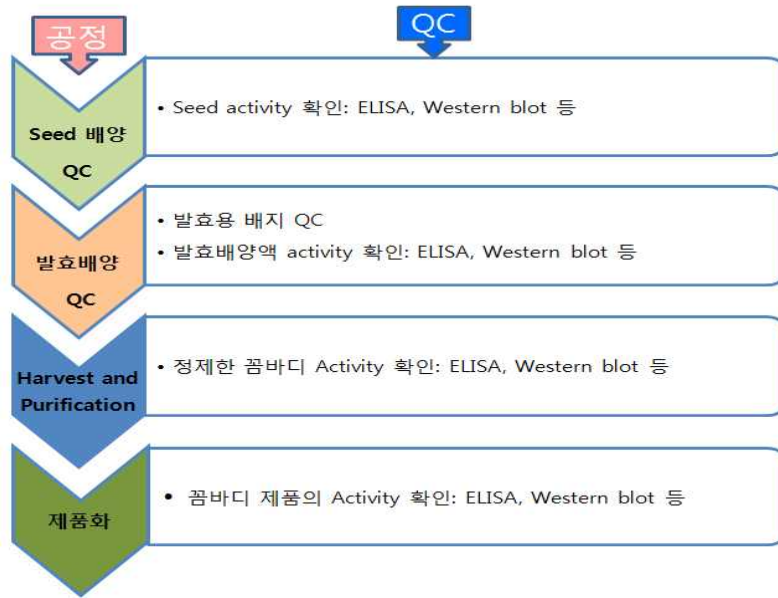 공정
QC
Seed 배양
QC
• Seed activity 확인: ELISA, Western blot 등
발효배양
QC
• 발효용 배지 QC
• 발효배양액 activity 확인: ELISA, Western blot 등
Harvest and
Purification
• 정제한 꼼바디 Activity 확인: ELISA, Western blot 등
제품화
• 꼼바디 제품의 Activity 확인: ELISA, Western blot 등